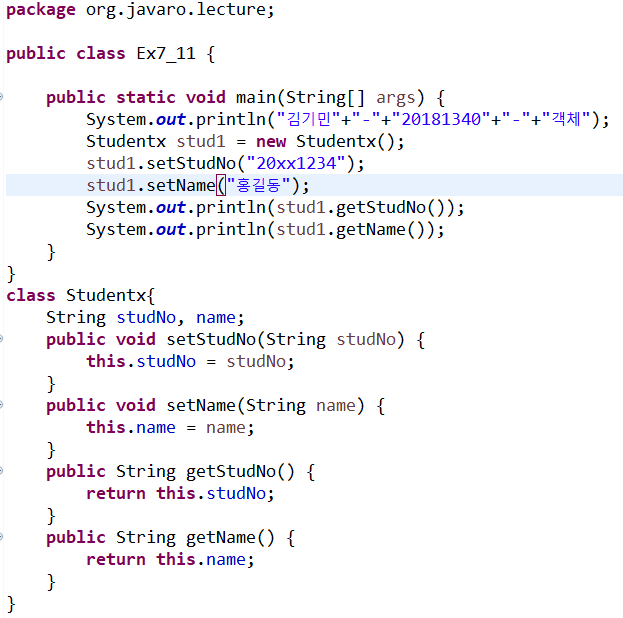 package org.javaro.lecture;
public class Ex7_11 {
public static void main(String[] args) {
System.out.println("김기민"+"-"+"20181340"+"-"+"객체");
Studentx stud1 = new Studentx();
stud1.setStudNo("20xx1234");
stud1.setName("홍길동");
System.out.println(stud1.getStudNo());
System.out.println(stud1.getName());
}
}
class Studentx{
String studNo, name;
public void setStudNo(String studNo) {
this.studNo = studNo;
}
public void setName(String name) {
this.name = name;
}
public String getStudNo() {
return this.studNo;
}
public String getName() {
return this.name;
}
}